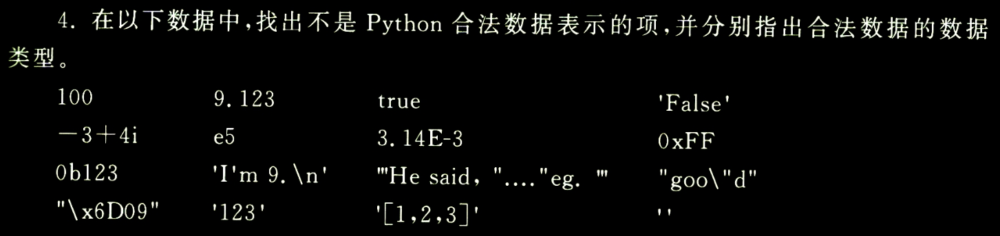 4. 在以下数据中,找出不是 Python 合法数据表示的项,并分别指出合法数据的数据
类型。
100 9.123 true 'False'
-3+4i e5 3.14E-3 0xFF
0b123 'I'm 9.\n' '''He said, "...."eg. ''' "goo\"d"
"\x6D09" '123' '[1,2,3]' ''